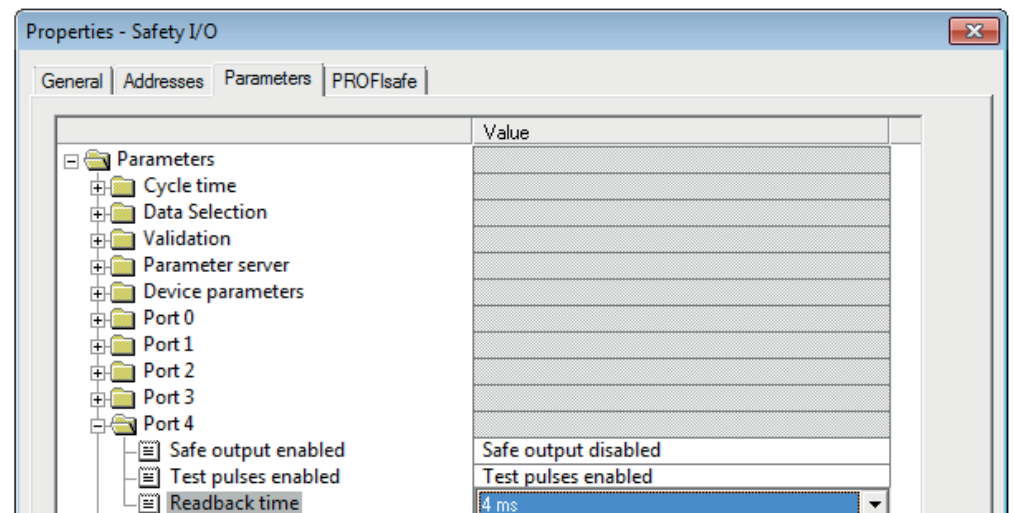 Properties - Safety I/O
General Addresses Parameters PROFIsafe
Value
Parameters
Cycle time
Data Selection
Validation
Parameter server
Device parameters
Port 0
Port 1
Port 2
Port 3
Port 4
Safe output enabled Safe output disabled
Test pulses enabled Test pulses enabled
Readback time 4 ms